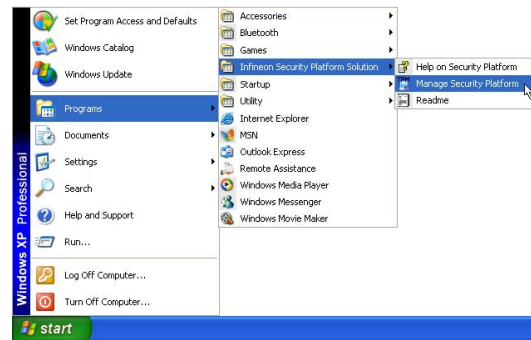 Set Program Access and Defaults
Windows Catalog
Windows Update
Programs
Documents
Settings
Search
Help and Support
Run...
Log Off Computer...
Turn Off Computer...
Windows XP Professional
start
Accessories
Bluetooth
Games
Infineon Security Platform Solution
Startup
Utility
Internet Explorer
MSN
Outlook Express
Remote Assistance
Windows Media Player
Windows Messenger
Windows Movie Maker
Help on Security Platform
Manage Security Platform
Readme